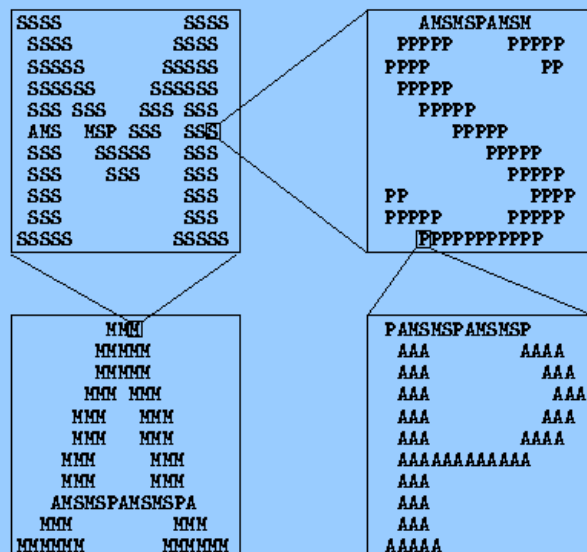 SSSS SSSS
SSSS SSSS
SSSSS SSSSS
SSSSSS SSSSSS
SSS SSS SSS SSS
AMS MSP SSS SSS
SSS SSSSS SSS
SSS SSS SSS
SSS SSS
SSS SSS
SSSSS SSSSS
AMSMSPAMSM
PPPPP PPPPP
PPPP PP
PPPPP
PPPPP
PPPPP
PPPPP
PPPPP
PP PPPP
PPPPP PPPPP
PPPPPPPPPPP
MMM
MMMMM
MMMMM
MMM MMM
MMM MMM
MMM MMM
MMM MMM
MMM MMM
AMSMSPAMSMSPA
MMM MMM
MMMMMM MMMMMM
PAMSMSPAMSMSP
AAA AAAA
AAA AAA
AAA AAA
AAA AAA
AAA AAAA
AAAAAAAAAAAA
AAA
AAA
AAA
AAAAA